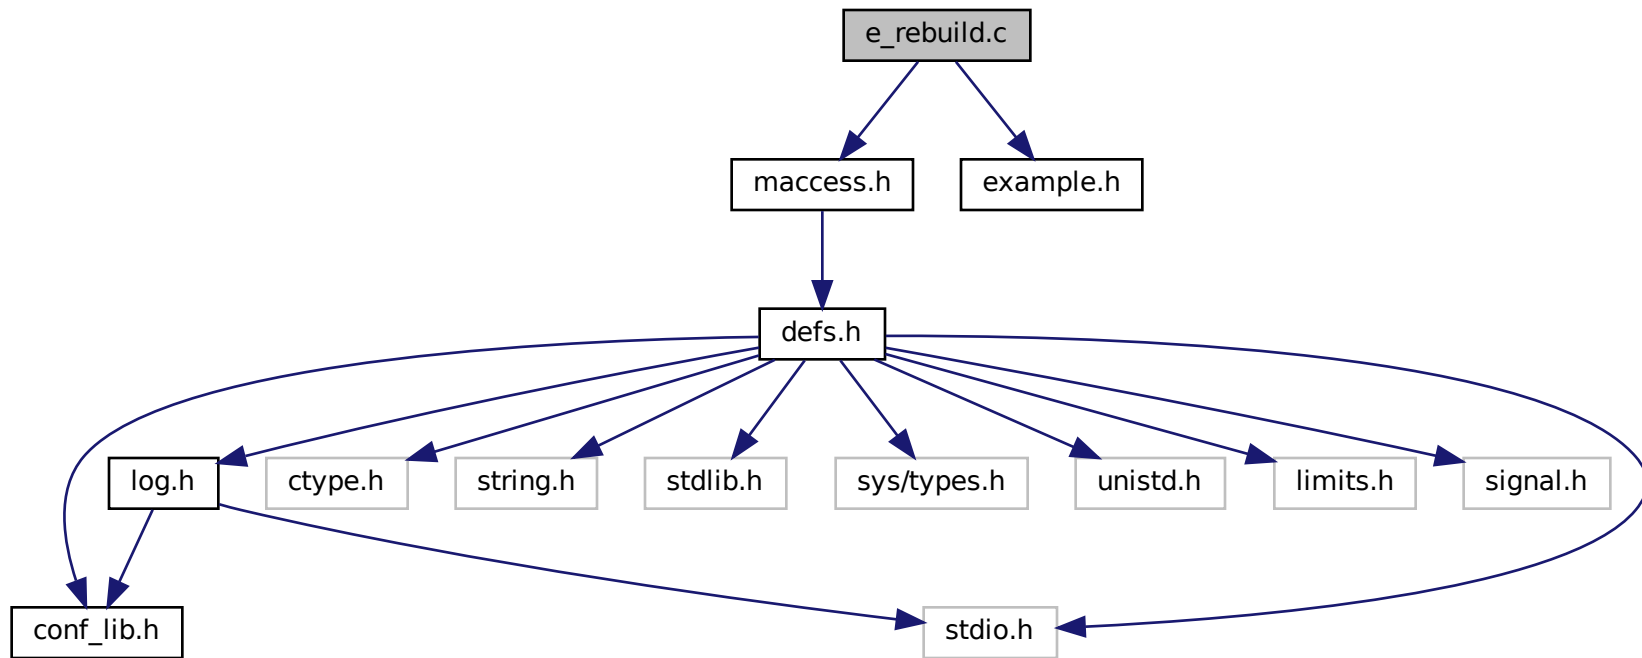 e_rebuild.c
maccess.h
example.h
defs.h
log.h
ctype.h
string.h
stdlib.h
sys/types.h
unistd.h
limits.h
signal.h
conf_lib.h
stdio.h